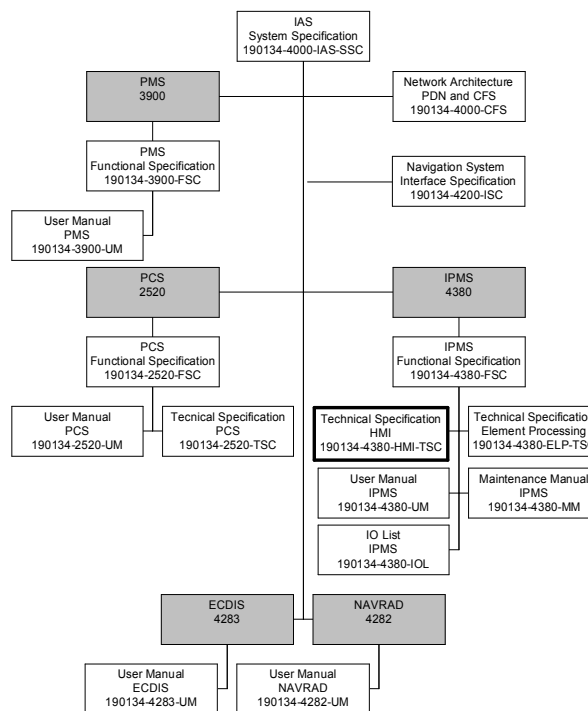 IAS
System Specification
190134-4000-IAS-SSC
PMS
3900
Network Architecture
PDN and CFS
190134-4000-CFS
PMS
Functional Specification
190134-3900-FSC
Navigation System
Interface Specification
190134-4200-ISC
User Manual
PMS
190134-3900-UM
PCS
2520
IPMS
4380
PCS
Functional Specification
190134-2520-FSC
IPMS
Functional Specification
190134-4380-FSC
User Manual
PCS
190134-2520-UM
Tecnical Specification
PCS
190134-2520-TSC
Technical Specification
HMI
190134-4380-HMI-TSC
Technical Specification
Element Processing
190134-4380-ELP-TSC
User Manual
IPMS
190134-4380-UM
Maintenance Manual
IPMS
190134-4380-MM
IO List
IPMS
190134-4380-IOL
ECDIS
4283
NAVRAD
4282
User Manual
ECDIS
190134-4283-UM
User Manual
NAVRAD
190134-4282-UM